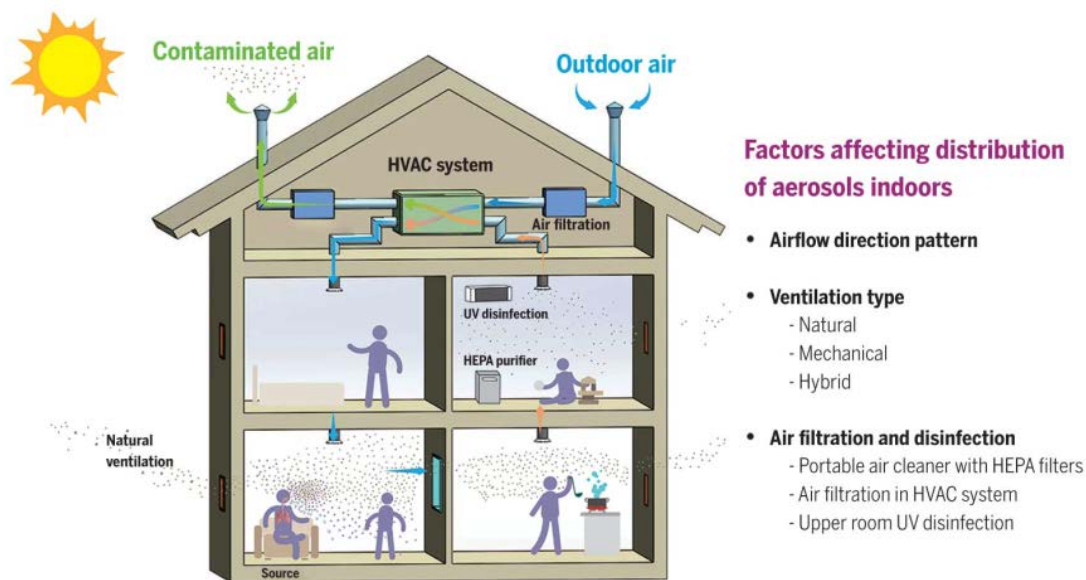 Contaminated air
Outdoor air
HVAC system
Air filtration
UV disinfection
HEPA purifier
Natural
ventilation
Source
Factors affecting distribution
of aerosols indoors
• Airflow direction pattern
• Ventilation type
- Natural
- Mechanical
- Hybrid
• Air filtration and disinfection
- Portable air cleaner with HEPA filters
- Air filtration in HVAC system
- Upper room UV disinfection